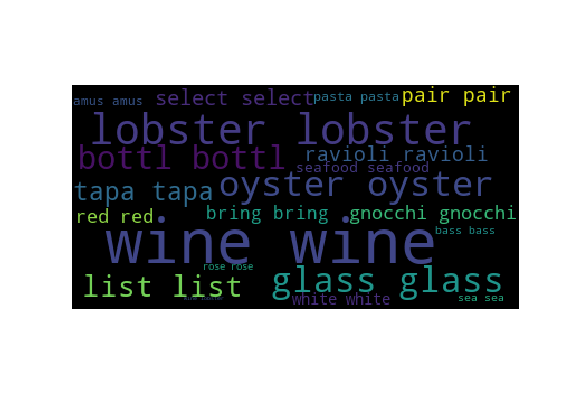 amus amus select select pasta pasta pair pair
lobster lobster
bottl bottl ravioli ravioli
seafood seafood
tapa tapa oyster oyster
red red bring bring gnocchi gnocchi
wine wine bass bass
rose rose
list list glass glass
white white sea sea